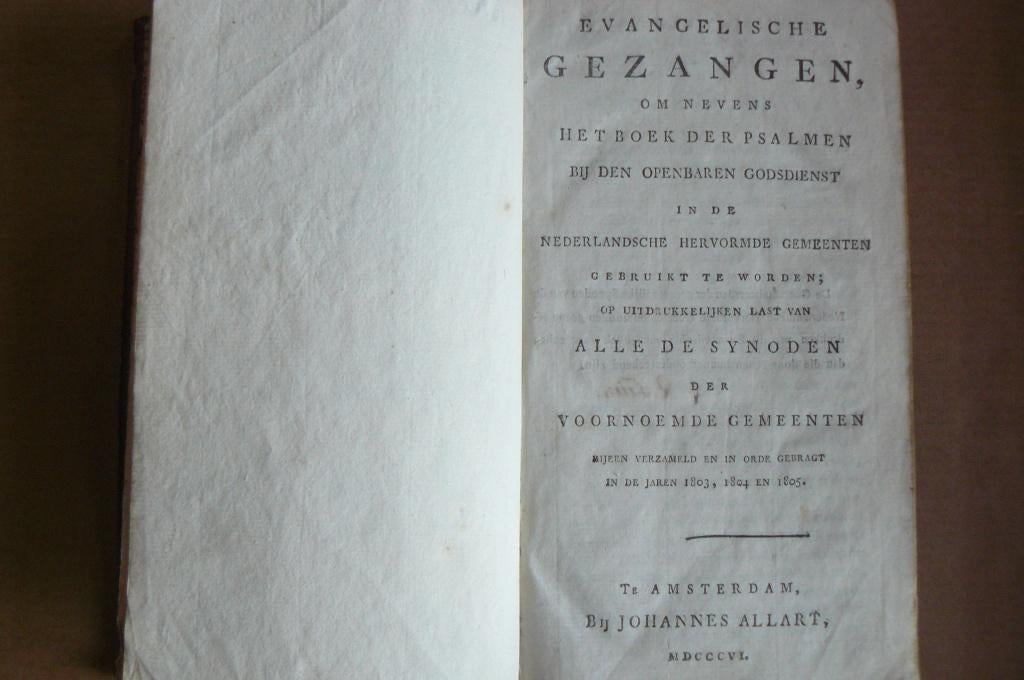 EVANGELISCHE
GEZANGEN,
OM NEVENS
HET BOEK DER PSALMEN
BIJ DEN OPENBAREN GODSDIENST
IN DE
NEDERLANDSCHE HERVORMDE GEMEENTEN
GEBRUIKT TE WORDEN;
OP UITDRUKKELIJKEN LAST VAN
ALLE DE SYNODEN
DER
VOORNOEMDE GEMEENTEN
BIJEEN VERZAMELD EN IN ORDE GEBRAGT
IN DE JAREN 1803, 1804 EN 1805.
Te AMSTERDAM,
Bij JOHANNES ALLART,
MDCCCVI.